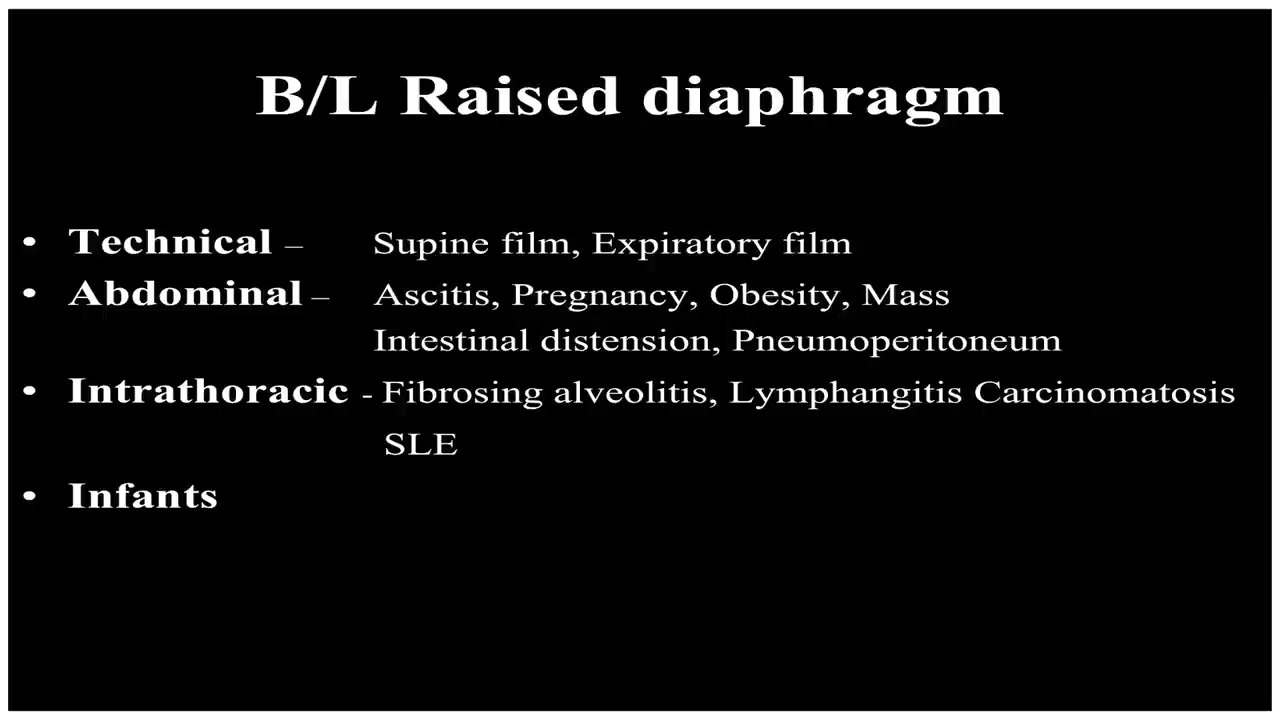 B/L Raised diaphragm
• Technical – Supine film, Expiratory film
• Abdominal – Ascitis, Pregnancy, Obesity, Mass
Intestinal distension, Pneumoperitoneum
• Intrathoracic - Fibrosing alveolitis, Lymphangitis Carcinomatosis
SLE
• Infants